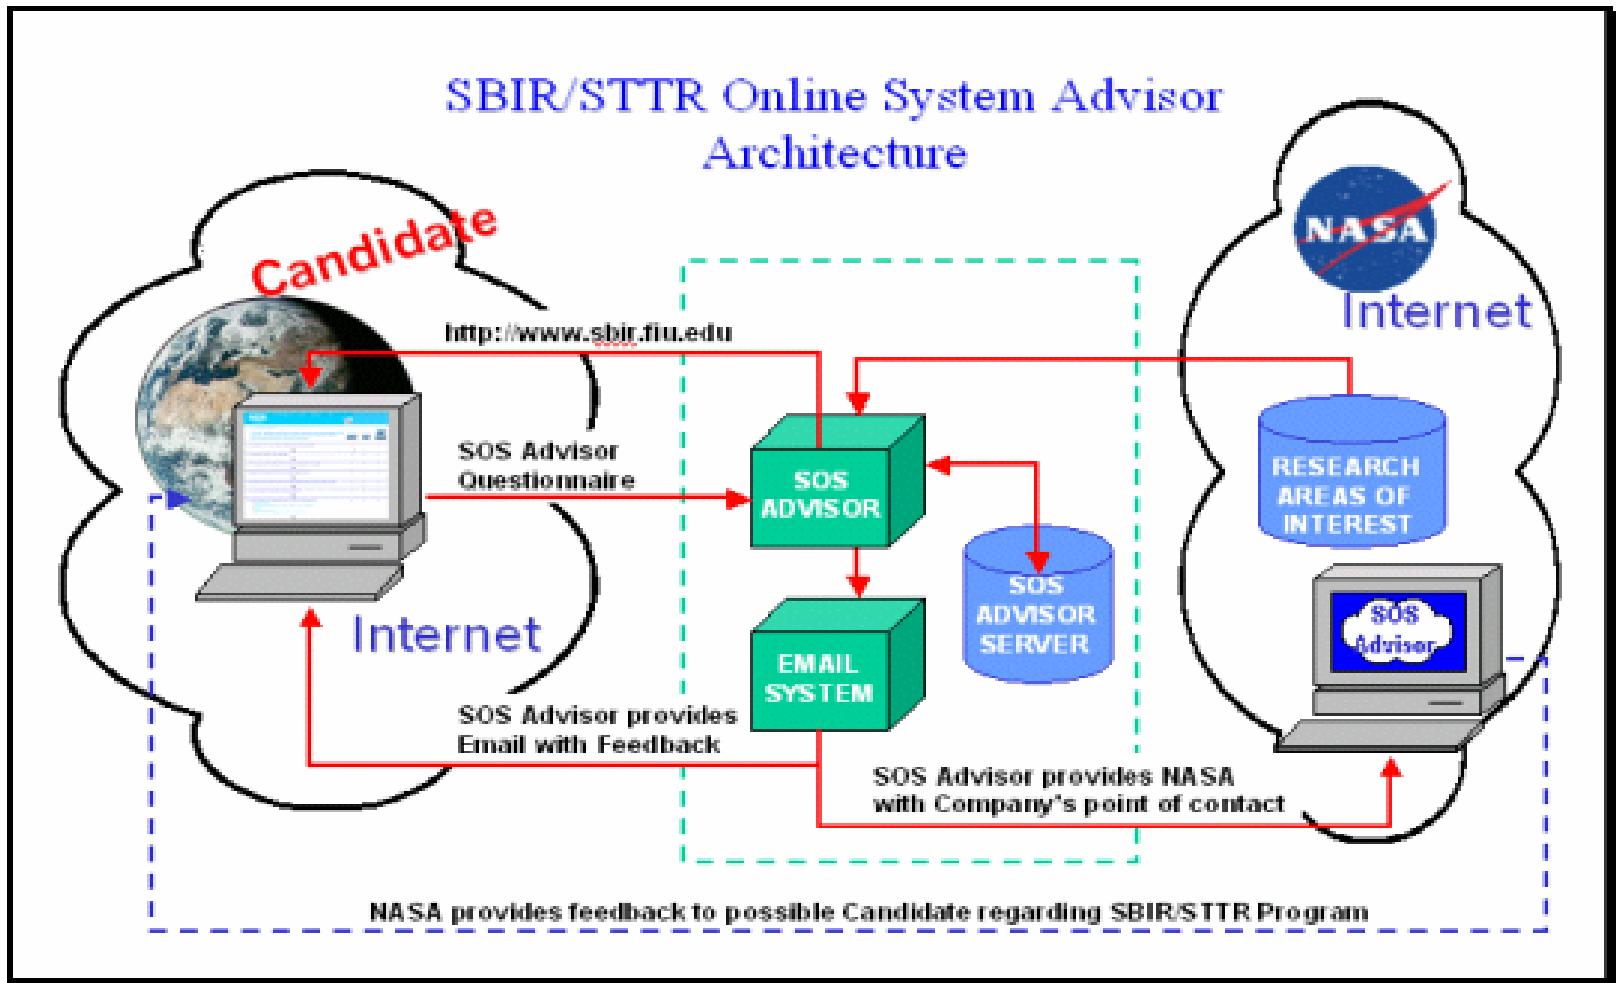 SBIR/STTR Online System Advisor
Architecture
Candidate
NASA
Internet
http://www.sbir.fiu.edu
SOS Advisor
Questionnaire
SOS
ADVISOR
RESEARCH
AREAS OF
INTEREST
SOS
ADVISOR
SERVER
SOS
Advisor
Internet
EMAIL
SYSTEM
SOS Advisor provides
Email with Feedback
SOS Advisor provides NASA
with Company's point of contact
NASA provides feedback to possible Candidate regarding SBIR/STTR Program